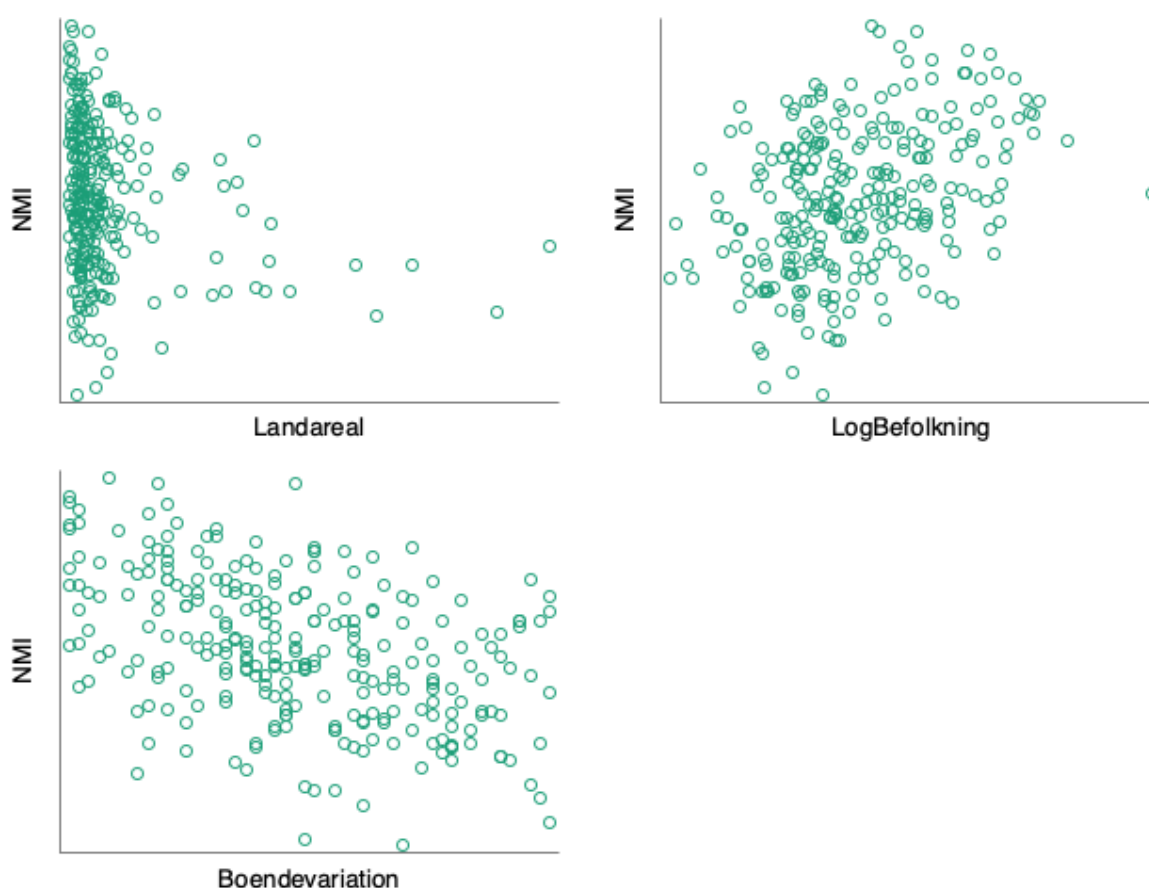 NMI
Landareal
NMI
LogBefolkning
NMI
Boendevariation